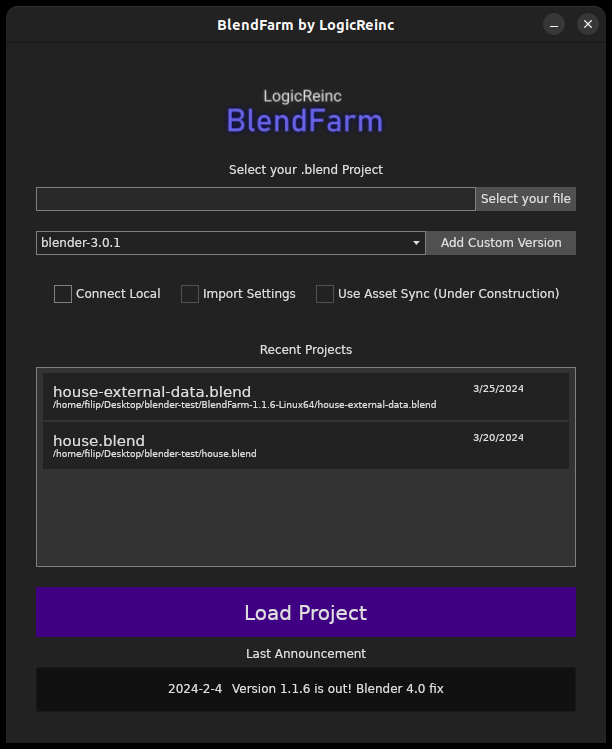 BlendFarm by LogicReinc
LogicReinc
BlendFarm
Select your .blend Project
Select your file
blender-3.0.1
Add Custom Version
Connect Local
Import Settings
Use Asset Sync (Under Construction)
Recent Projects
house-external-data.blend
3/25/2024
/home/filip/Desktop/blender-test/BlendFarm-1.1.6-Linux64/house-external-data.blend
house.blend
3/20/2024
/home/filip/Desktop/blender-test/house.blend
Load Project
Last Announcement
2024-2-4 Version 1.1.6 is out! Blender 4.0 fix